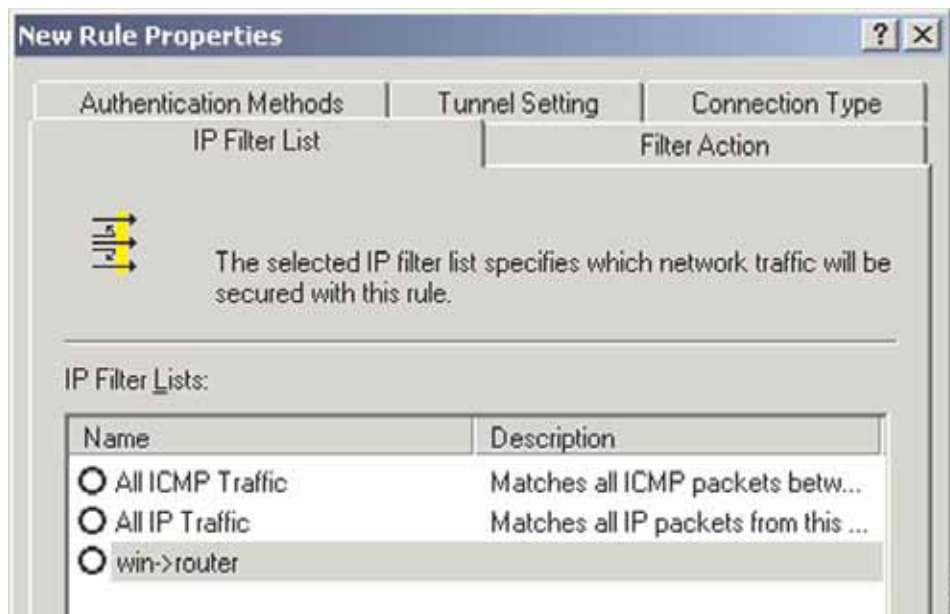 New Rule Properties
Authentication Methods
Tunnel Setting
Connection Type
IP Filter List
Filter Action
The selected IP filter list specifies which network traffic will be
secured with this rule.
IP Filter Lists:
Name Description
All ICMP Traffic Matches all ICMP packets betw...
All IP Traffic Matches all IP packets from this ...
win->router